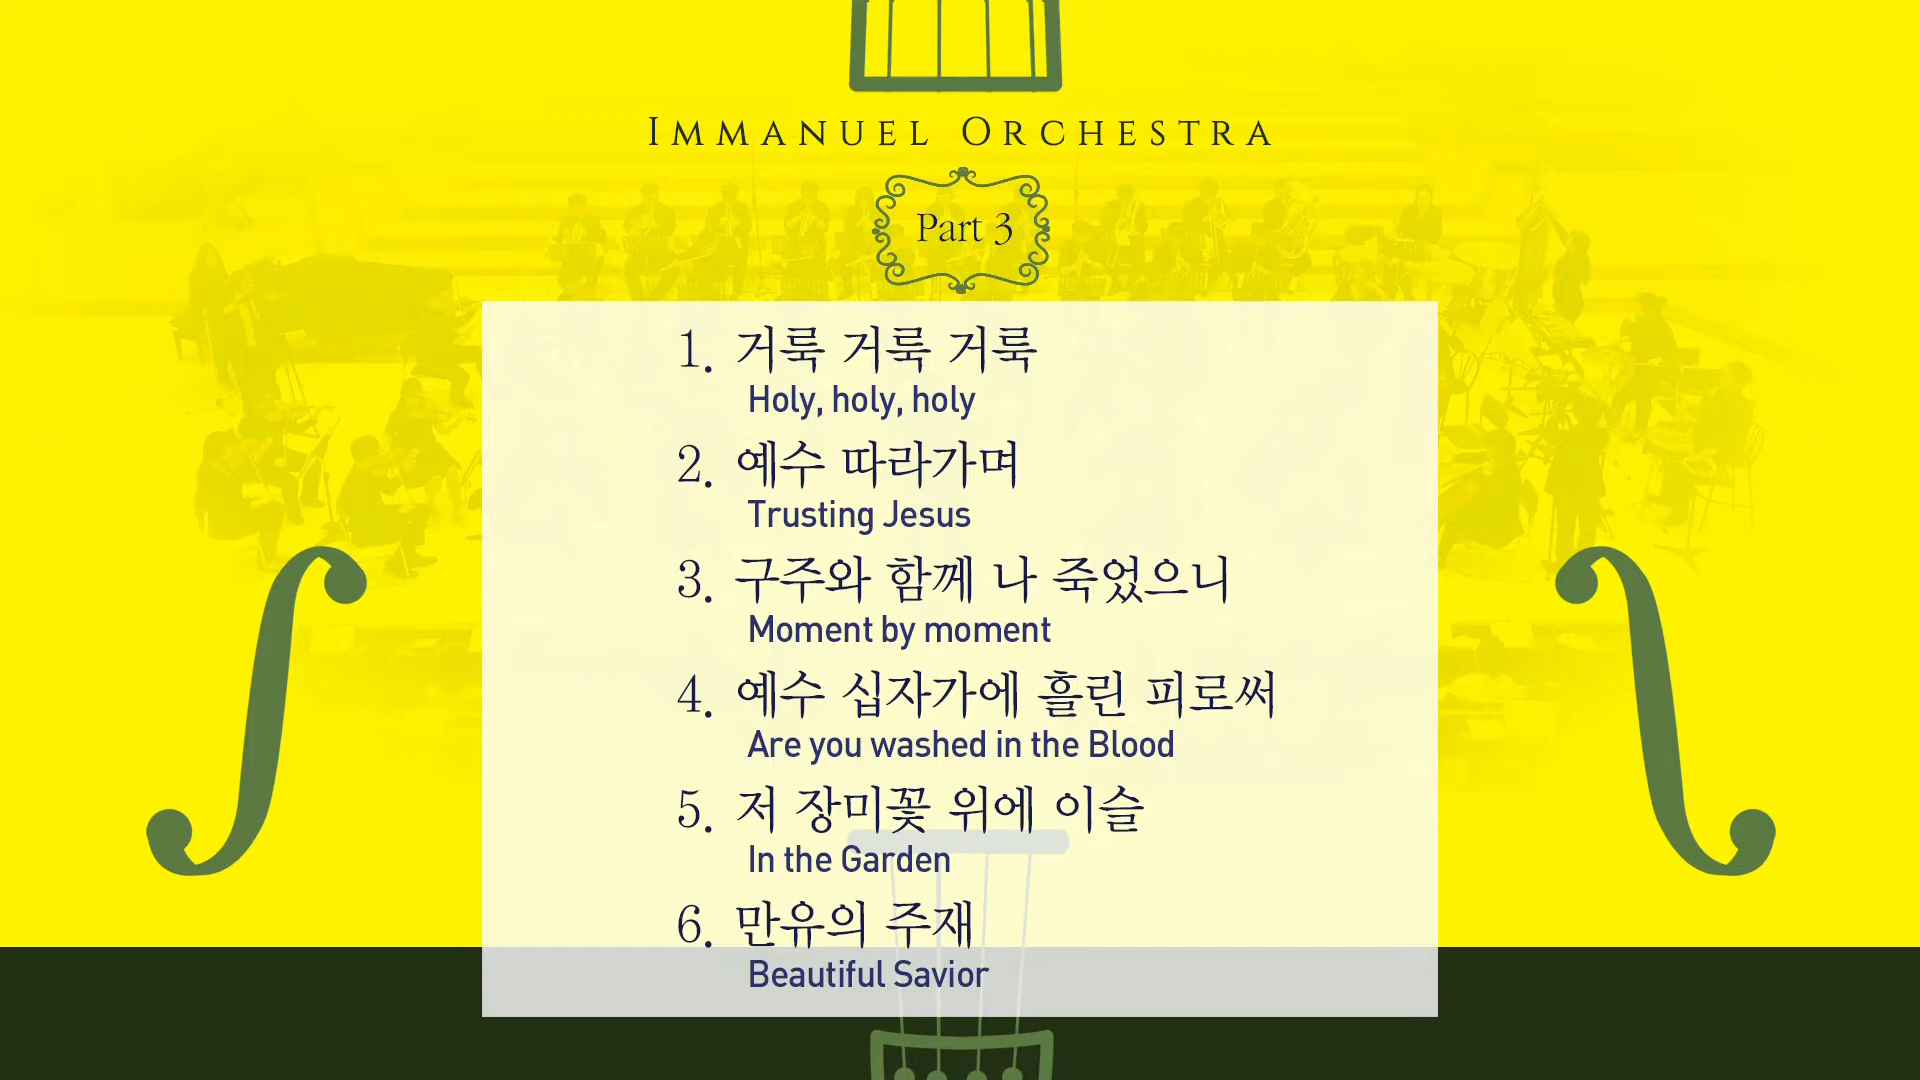 IMMANUEL ORCHESTRA
Part 3
1. 거룩 거룩 거룩
Holy, holy, holy
2. 예수 따라가며
Trusting Jesus
3. 구주와 함께 나 죽었으니
Moment by moment
4. 예수 십자가에 흘린 피로써
Are you washed in the Blood
5. 저 장미꽃 위에 이슬
In the Garden
6. 만유의 주재
Beautiful Savior